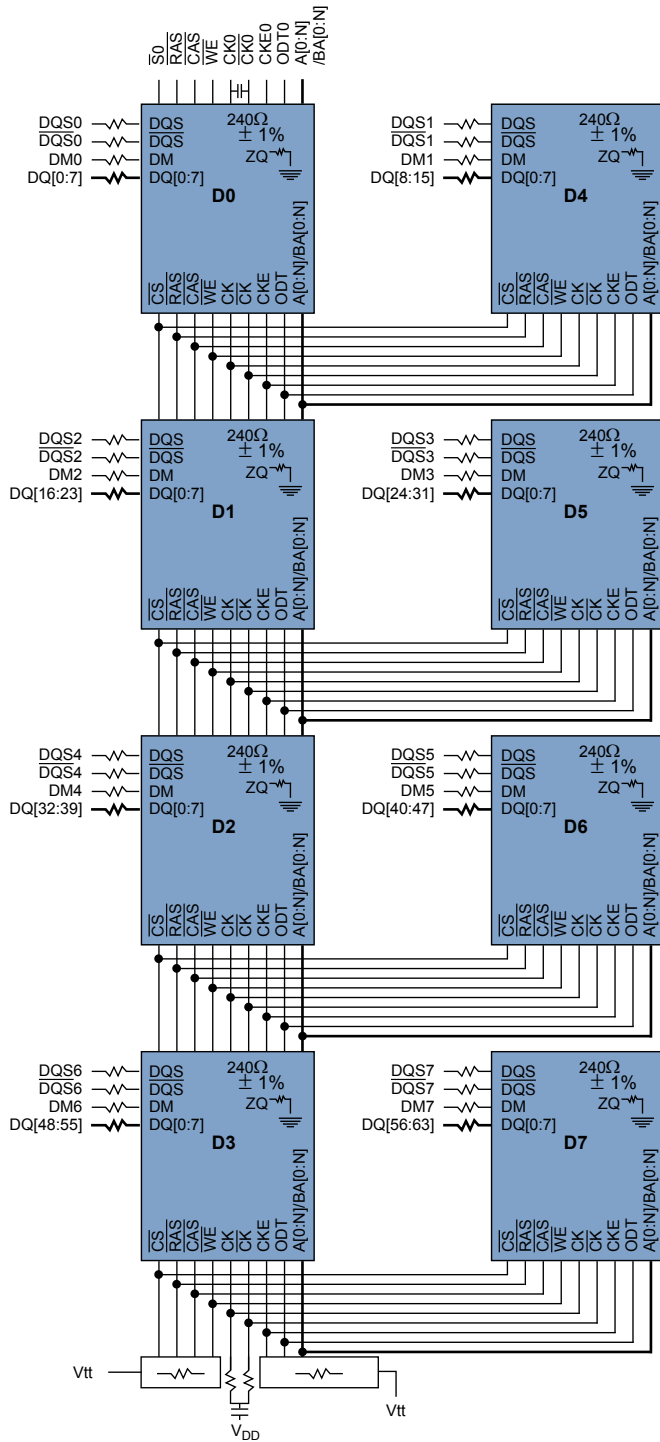 S0
RAS
CAS
WE
CK0
CK0
CKE0
ODT0
A[0:N]
/BA[0:N]
DQS0
DQS0
DM0
DQ[0:7]
DQS
DQS
DM
DQ[0:7]
240Ω
± 1%
ZQ
D0
CS
RAS
CAS
WE
CK
CK
CKE
ODT
A[0:N]/BA[0:N]
DQS1
DQS1
DM1
DQ[8:15]
DQS
DQS
DM
DQ[0:7]
240Ω
± 1%
ZQ
D4
CS
RAS
CAS
WE
CK
CK
CKE
ODT
A[0:N]/BA[0:N]
DQS2
DQS2
DM2
DQ[16:23]
DQS
DQS
DM
DQ[0:7]
240Ω
± 1%
ZQ
D1
CS
RAS
CAS
WE
CK
CK
CKE
ODT
A[0:N]/BA[0:N]
DQS3
DQS3
DM3
DQ[24:31]
DQS
DQS
DM
DQ[0:7]
240Ω
± 1%
ZQ
D5
CS
RAS
CAS
WE
CK
CK
CKE
ODT
A[0:N]/BA[0:N]
DQS4
DQS4
DM4
DQ[32:39]
DQS
DQS
DM
DQ[0:7]
240Ω
± 1%
ZQ
D2
CS
RAS
CAS
WE
CK
CK
CKE
ODT
A[0:N]/BA[0:N]
DQS5
DQS5
DM5
DQ[40:47]
DQS
DQS
DM
DQ[0:7]
240Ω
± 1%
ZQ
D6
CS
RAS
CAS
WE
CK
CK
CKE
ODT
A[0:N]/BA[0:N]
DQS6
DQS6
DM6
DQ[48:55]
DQS
DQS
DM
DQ[0:7]
240Ω
± 1%
ZQ
D3
CS
RAS
CAS
WE
CK
CK
CKE
ODT
A[0:N]/BA[0:N]
DQS7
DQS7
DM7
DQ[56:63]
DQS
DQS
DM
DQ[0:7]
240Ω
± 1%
ZQ
D7
CS
RAS
CAS
WE
CK
CK
CKE
ODT
A[0:N]/BA[0:N]
Vtt
VDD
Vtt